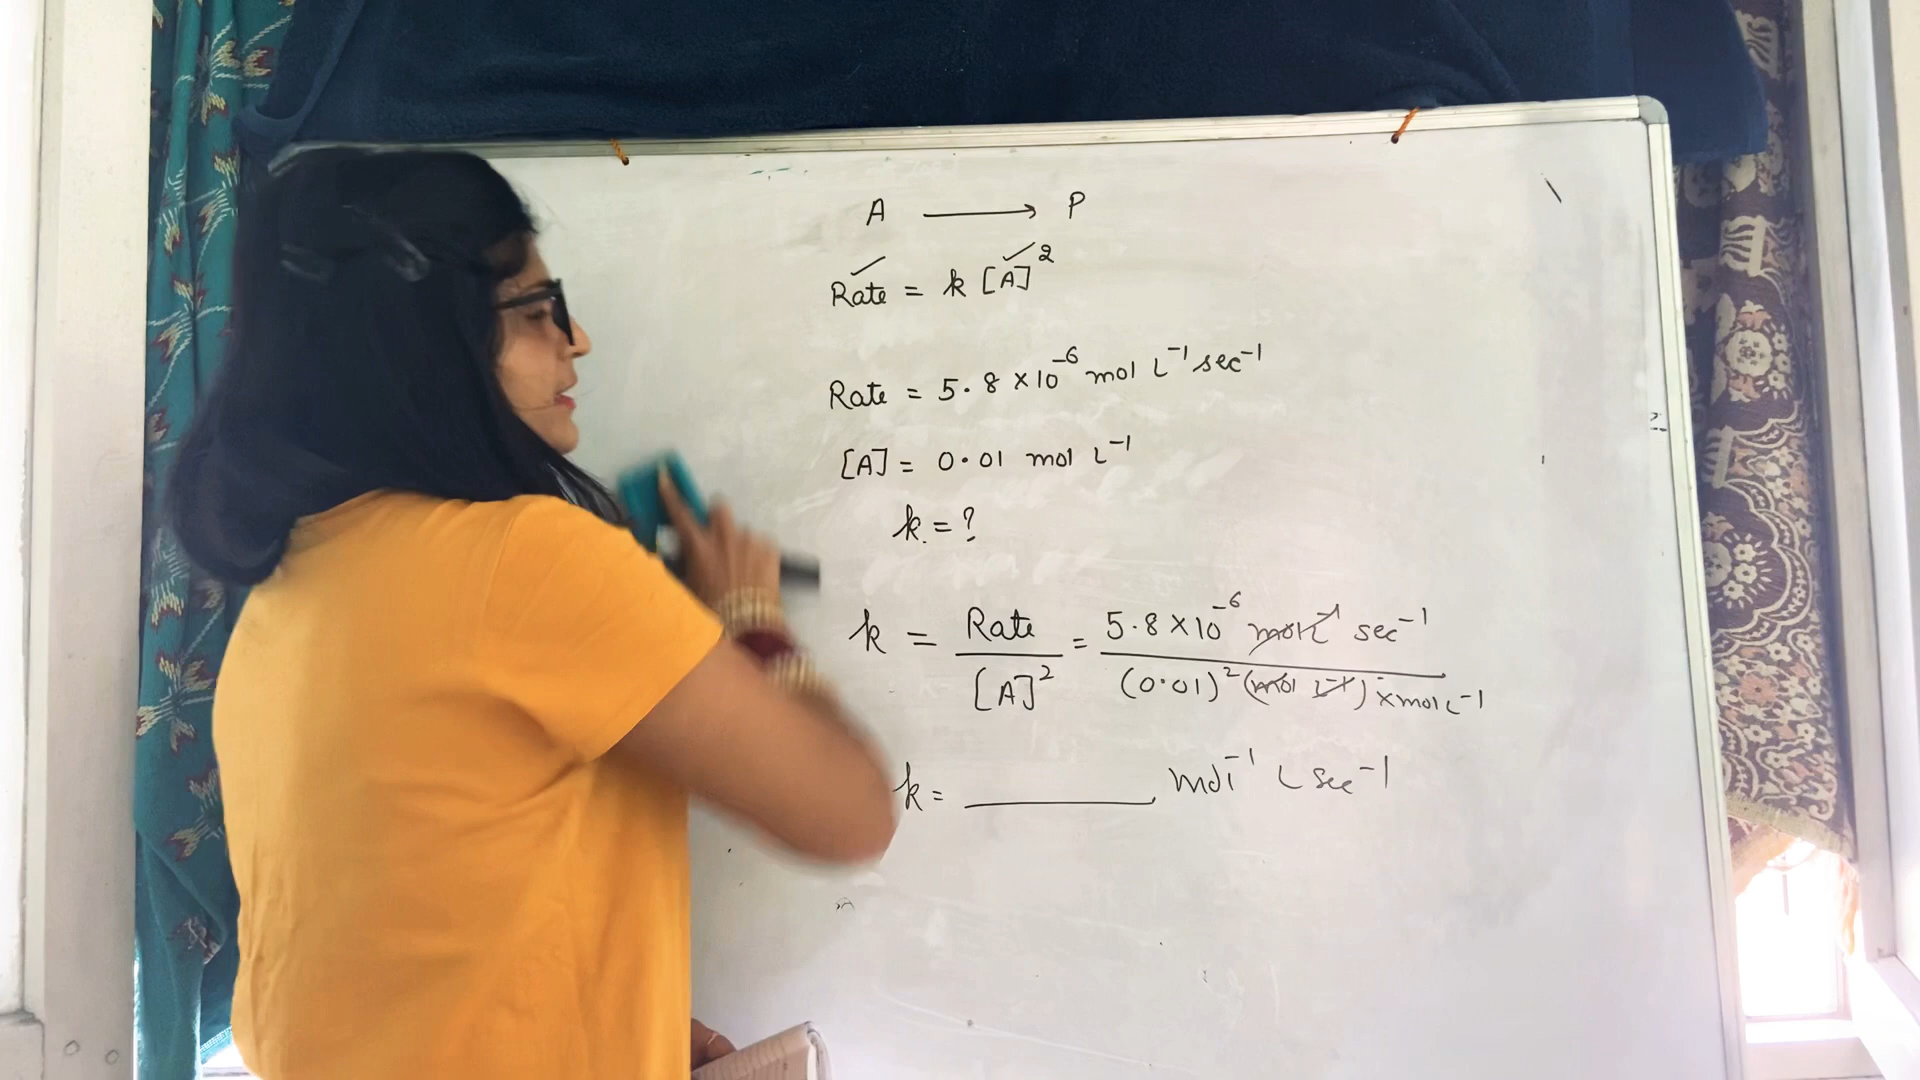 A ⟶ P
Rate = k [A]²
Rate = 5.8 × 10⁻⁶ mol L⁻¹ sec⁻¹
[A] = 0.01 mol L⁻¹
k = ?
k = Rate / [A]² = 5.8 × 10⁻⁶ mol L⁻¹ sec⁻¹ / (0.01)² (mol L⁻¹) × mol L⁻¹
k = ________ mol⁻¹ L sec⁻¹